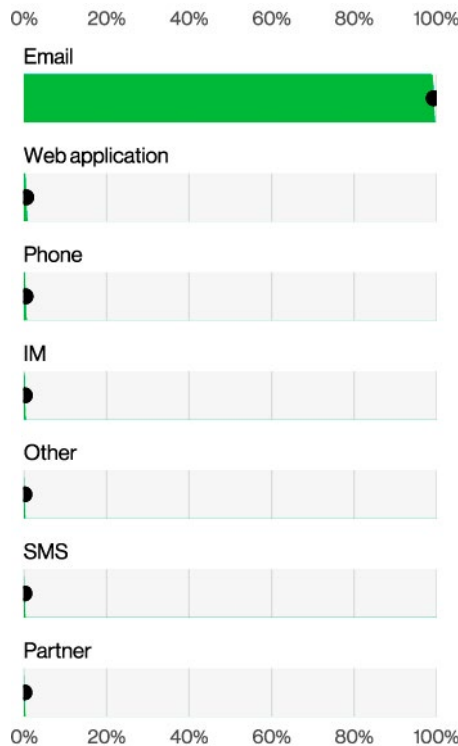 0% 20% 40% 60% 80% 100%
Email
Web application
Phone
IM
Other
SMS
Partner
0% 20% 40% 60% 80% 100%